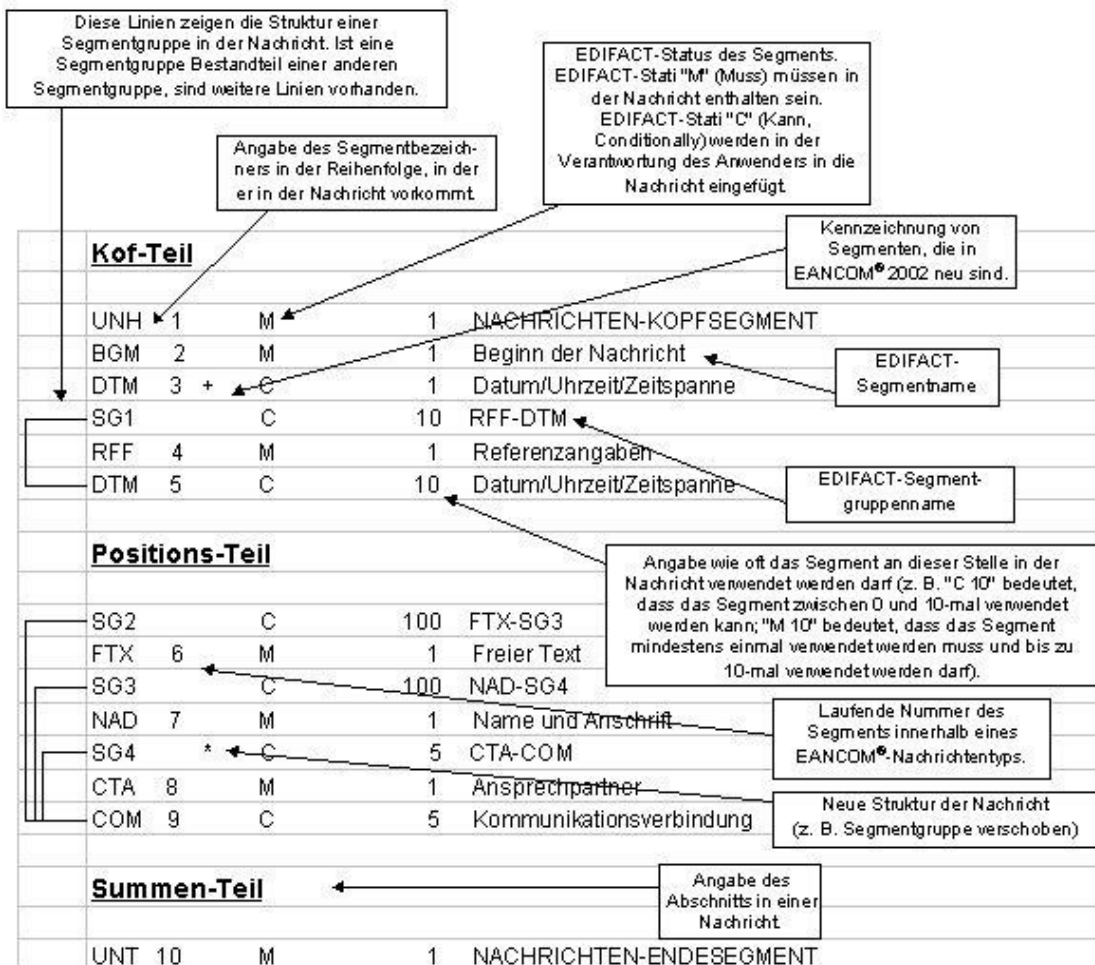 Diese Linien zeigen die Struktur einer
Segmentgruppe in der Nachricht. Ist eine
Segmentgruppe Bestandteil einer anderen
Segmentgruppe, sind weitere Linien vorhanden.
EDIFACT-Status des Segments.
EDIFACT-Stati "M" (Muss) müssen in
der Nachricht enthalten sein.
EDIFACT-Stati "C" (Kann,
Conditionally) werden in der
Verantwortung des Anwenders in die
Nachricht eingefügt.
Angabe des Segmentbezeich-
ners in der Reihenfolge, in der
er in der Nachricht vorkommt.
Kennzeichnung von
Segmenten, die in
EANCOM® 2002 neu sind.
Kof-Teil
UNH 1 M 1 NACHRICHTEN-KOPFSEGMENT
BGM 2 M 1 Beginn der Nachricht
DTM 3 + C 1 Datum/Uhrzeit/Zeitspanne
EDIFACT-
Segmentname
SG1 C 10 RFF-DTM
RFF 4 M 1 Referenzangaben
DTM 5 C 10 Datum/Uhrzeit/Zeitspanne
EDIFACT-Segment-
gruppenname
Positions-Teil
Angabe wie oft das Segment an dieser Stelle in der
Nachricht verwendet werden darf (z. B. "C 10" bedeutet,
dass das Segment zwischen 0 und 10-mal verwendet
werden kann; "M 10" bedeutet, dass das Segment
mindestens einmal verwendet werden muss und bis zu
10-mal verwendet werden darf).
SG2 C 100 FTX-SG3
FTX 6 M 1 Freier Text
SG3 C 100 NAD-SG4
NAD 7 M 1 Name und Anschrift
SG4 * C 5 CTA-COM
CTA 8 M 1 Ansprechpartner
COM 9 C 5 Kommunikationsverbindung
Laufende Nummer des
Segments innerhalb eines
EANCOM®-Nachrichtentyps.
Neue Struktur der Nachricht
(z. B. Segmentgruppe verschoben)
Summen-Teil
Angabe des
Abschnitts in einer
Nachricht.
UNT 10 M 1 NACHRICHTEN-ENDESEGMENT